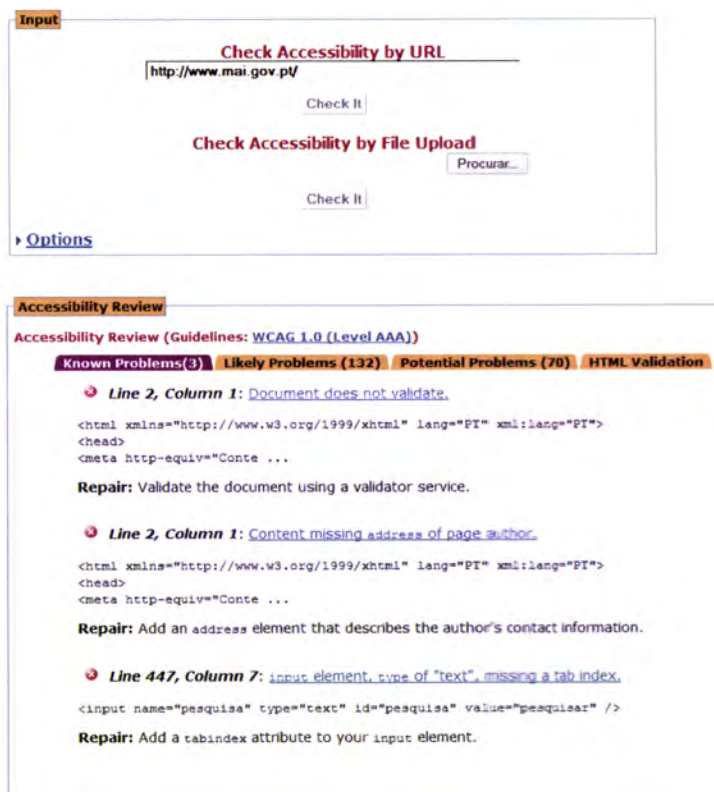 Input
Check Accessibility by URL
http://www.mai.gov.pt/
Check It
Check Accessibility by File Upload
Procurar...
Check It
Options
Accessibility Review
Accessibility Review (Guidelines: WCAG 1.0 (Level AAA))
Known Problems(3) Likely Problems (132) Potential Problems (70) HTML Validation
Line 2, Column 1: Document does not validate.
<html xmlns="http://www.w3.org/1999/xhtml" lang="PT" xml:lang="PT">
<head>
<meta http-equiv="Conte ...
Repair: Validate the document using a validator service.
Line 2, Column 1: Content missing address of page author.
<html xmlns="http://www.w3.org/1999/xhtml" lang="PT" xml:lang="PT">
<head>
<meta http-equiv="Conte ...
Repair: Add an address element that describes the author's contact information.
Line 447, Column 7: input element, type of "text", missing a tab index.
<input name="pesquisa" type="text" id="pesquisa" value="pesquisar" />
Repair: Add a tabindex attribute to your input element.